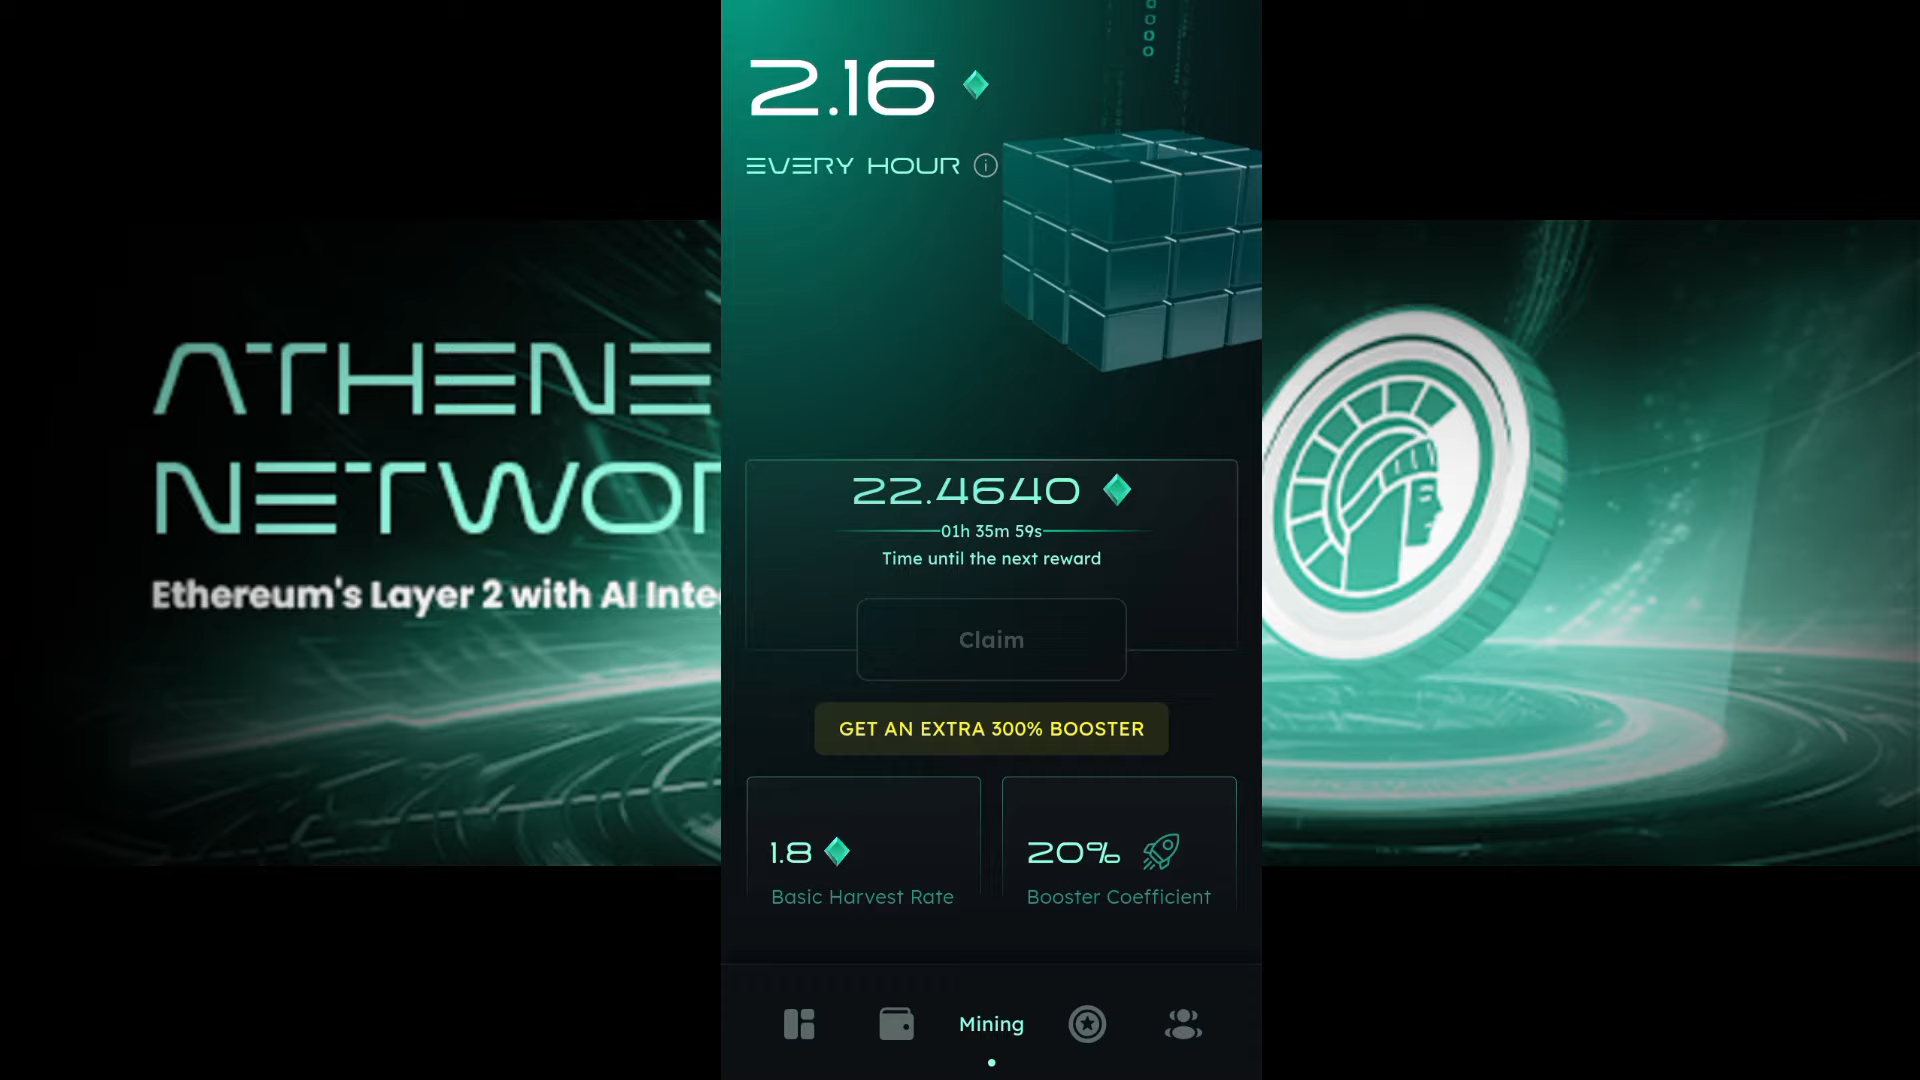 2.16
EVERY HOUR
ATHENE
NETWOR
Ethereum's Layer 2 with AI Inte
22.4640
01h 35m 59s
Time until the next reward
Claim
GET AN EXTRA 300% BOOSTER
1.8
Basic Harvest Rate
20%
Booster Coefficient
Mining